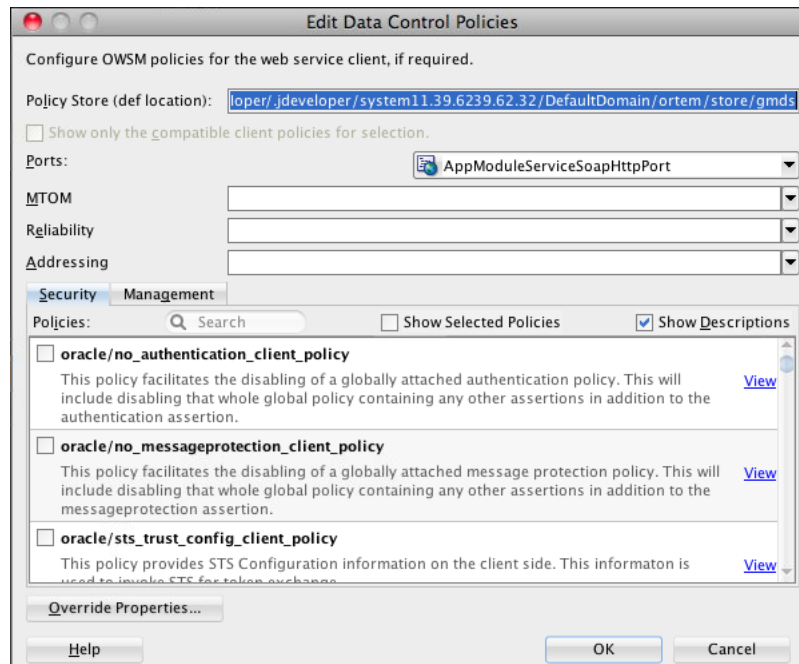 Edit Data Control Policies
Configure OWSM policies for the web service client, if required.
Policy Store (def location): loper/.jdeveloper/system11.39.6239.62.32/DefaultDomain/ortem/store/gmds
Show only the compatible client policies for selection.
Ports: AppModuleServiceSoapHttpPort
MTOM
Reliability
Addressing
Security Management
Policies: Search Show Selected Policies Show Descriptions
oracle/no_authentication_client_policy
This policy facilitates the disabling of a globally attached authentication policy. This will
include disabling that whole global policy containing any other assertions in addition to the View
authentication assertion.
oracle/no_messageprotection_client_policy
This policy facilitates the disabling of a globally attached message protection policy. This will
include disabling that whole global policy containing any other assertions in addition to the View
messageprotection assertion.
oracle/sts_trust_config_client_policy
This policy provides STS Configuration information on the client side. This informaton is View
used to invoke STS for token exchange
Override Properties...
Help OK Cancel